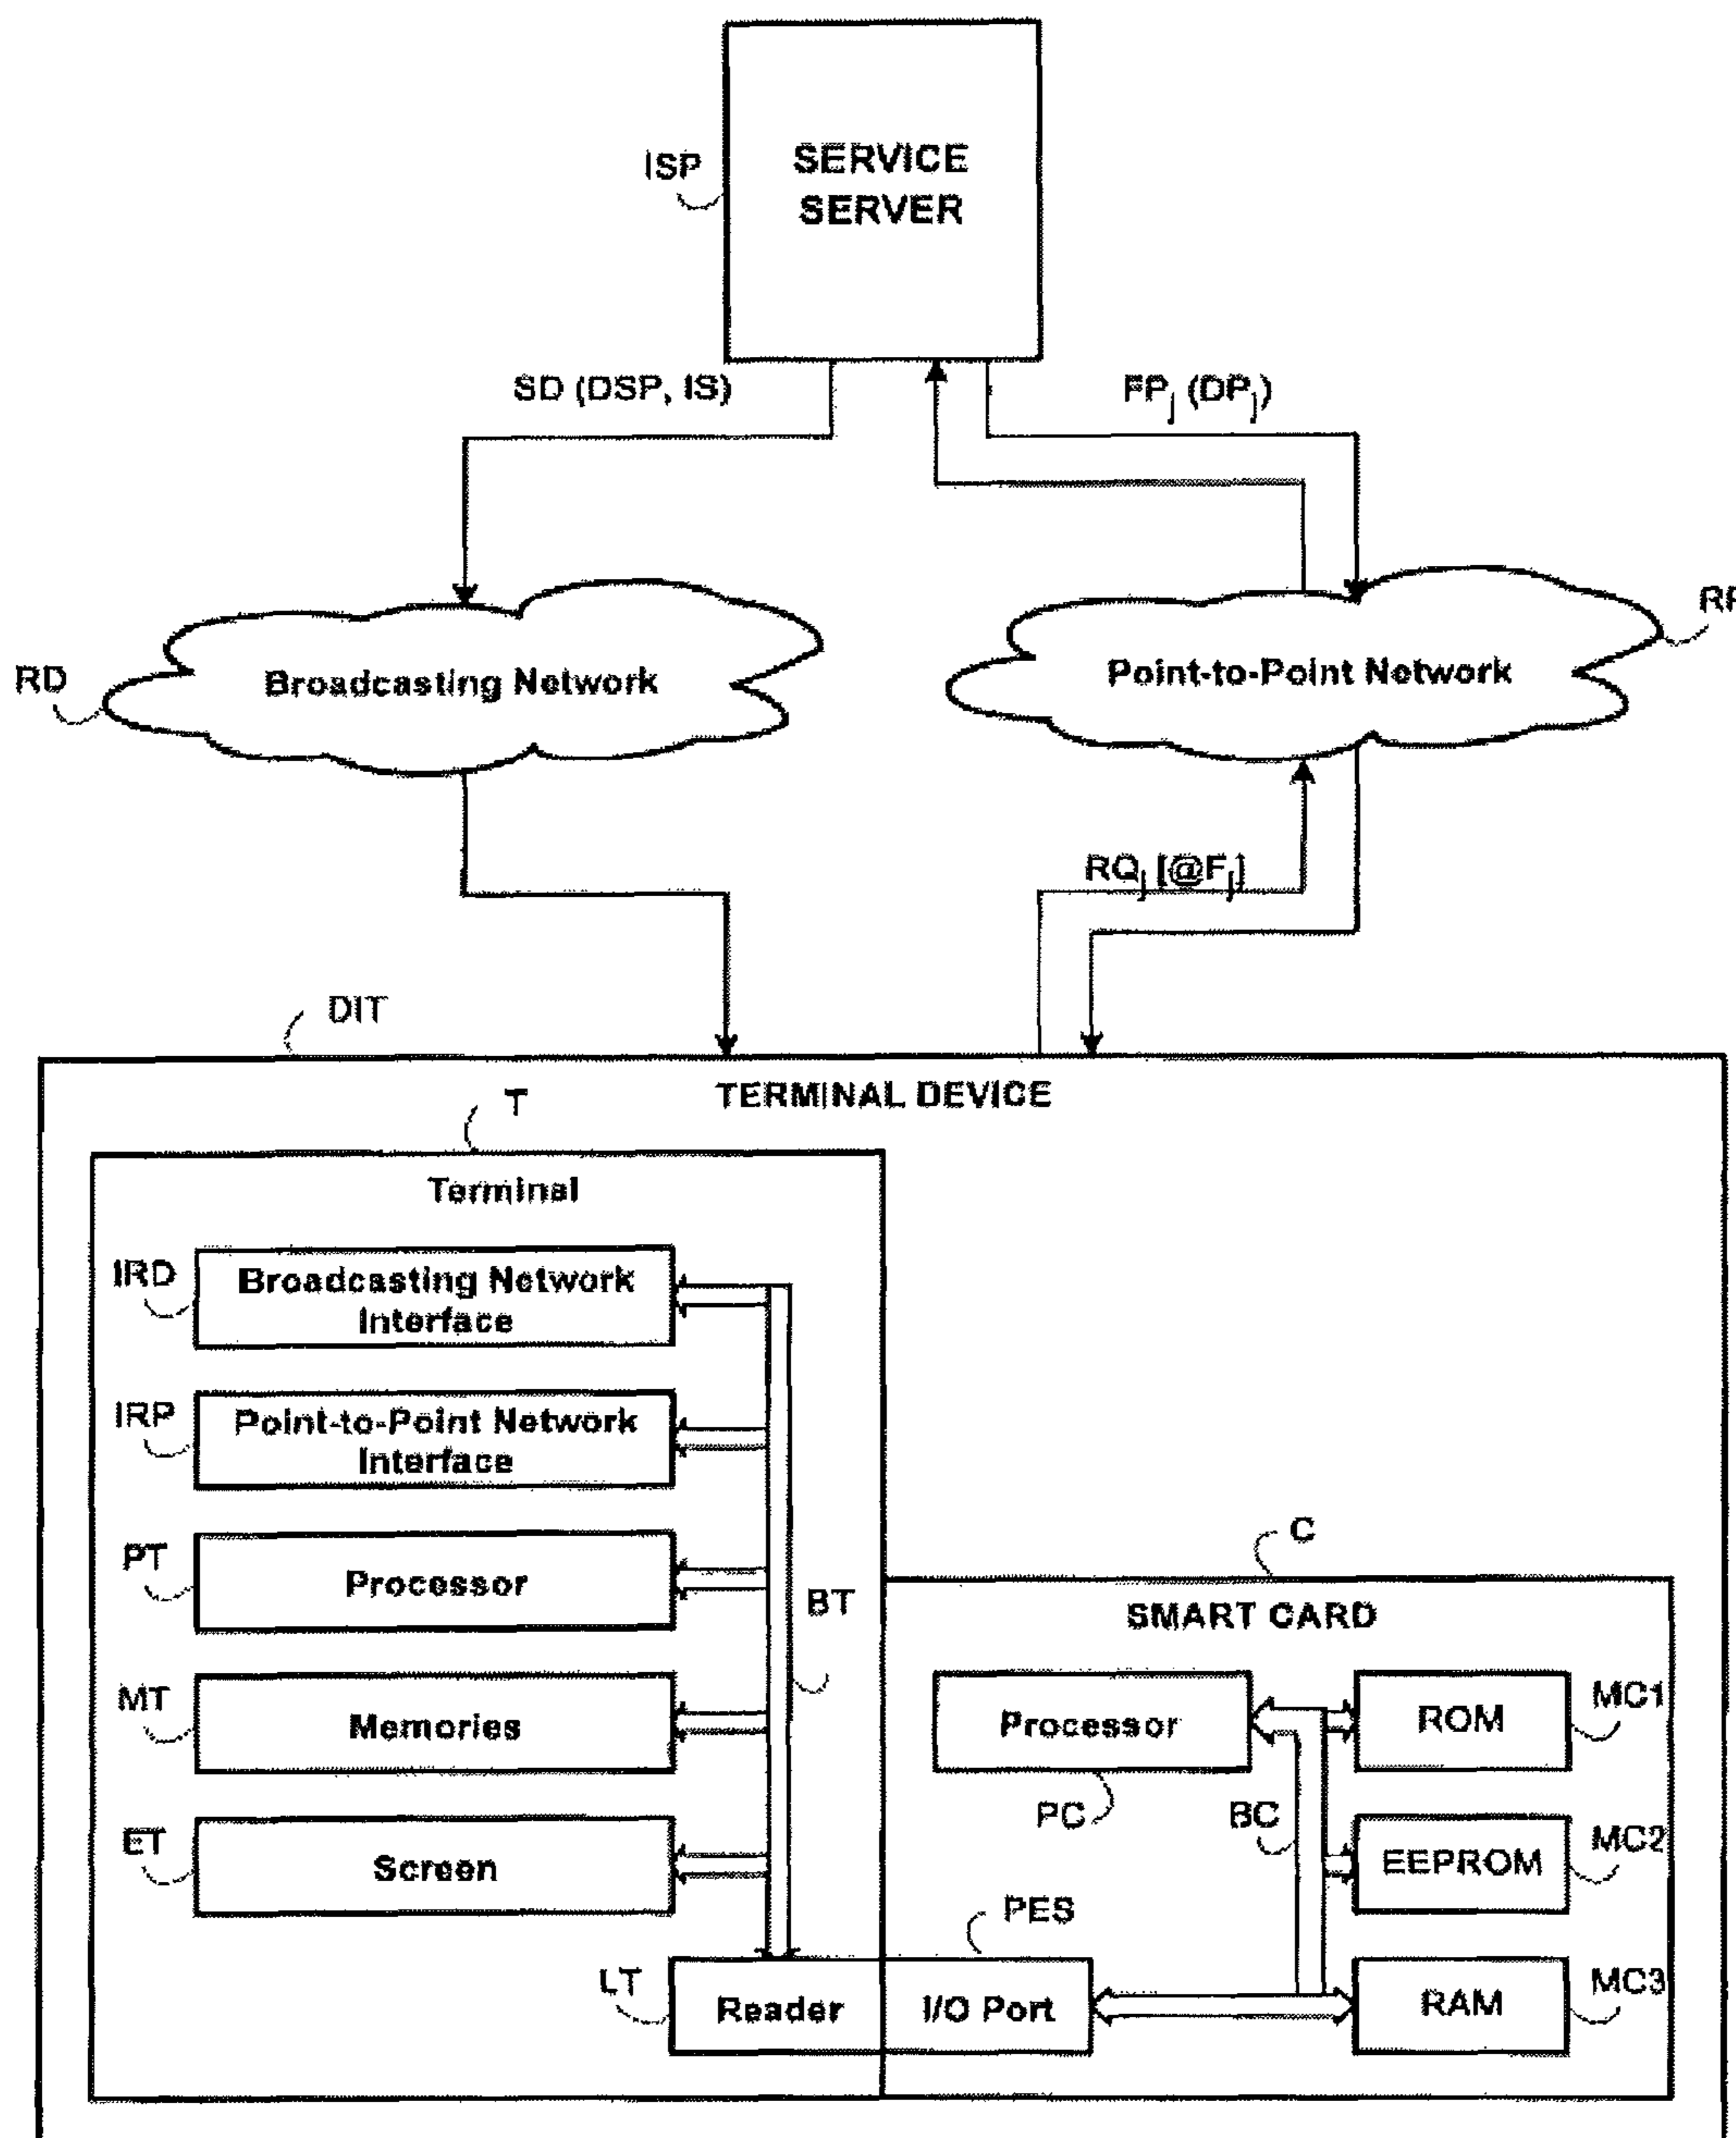 ISP
SERVICE
SERVER
SD (DSP, IS)
FPj (DPj)
RD
Broadcasting Network
Point-to-Point Network
RP
RQj [@Fj]
DIT
TERMINAL DEVICE
T
Terminal
IRD
Broadcasting Network
Interface
IRP
Point-to-Point Network
Interface
PT
Processor
BT
C
SMART CARD
MT
Memories
Processor
ROM
MC1
PC
BC
ET
Screen
EEPROM
MC2
PES
LT
Reader
I/O Port
RAM
MC3